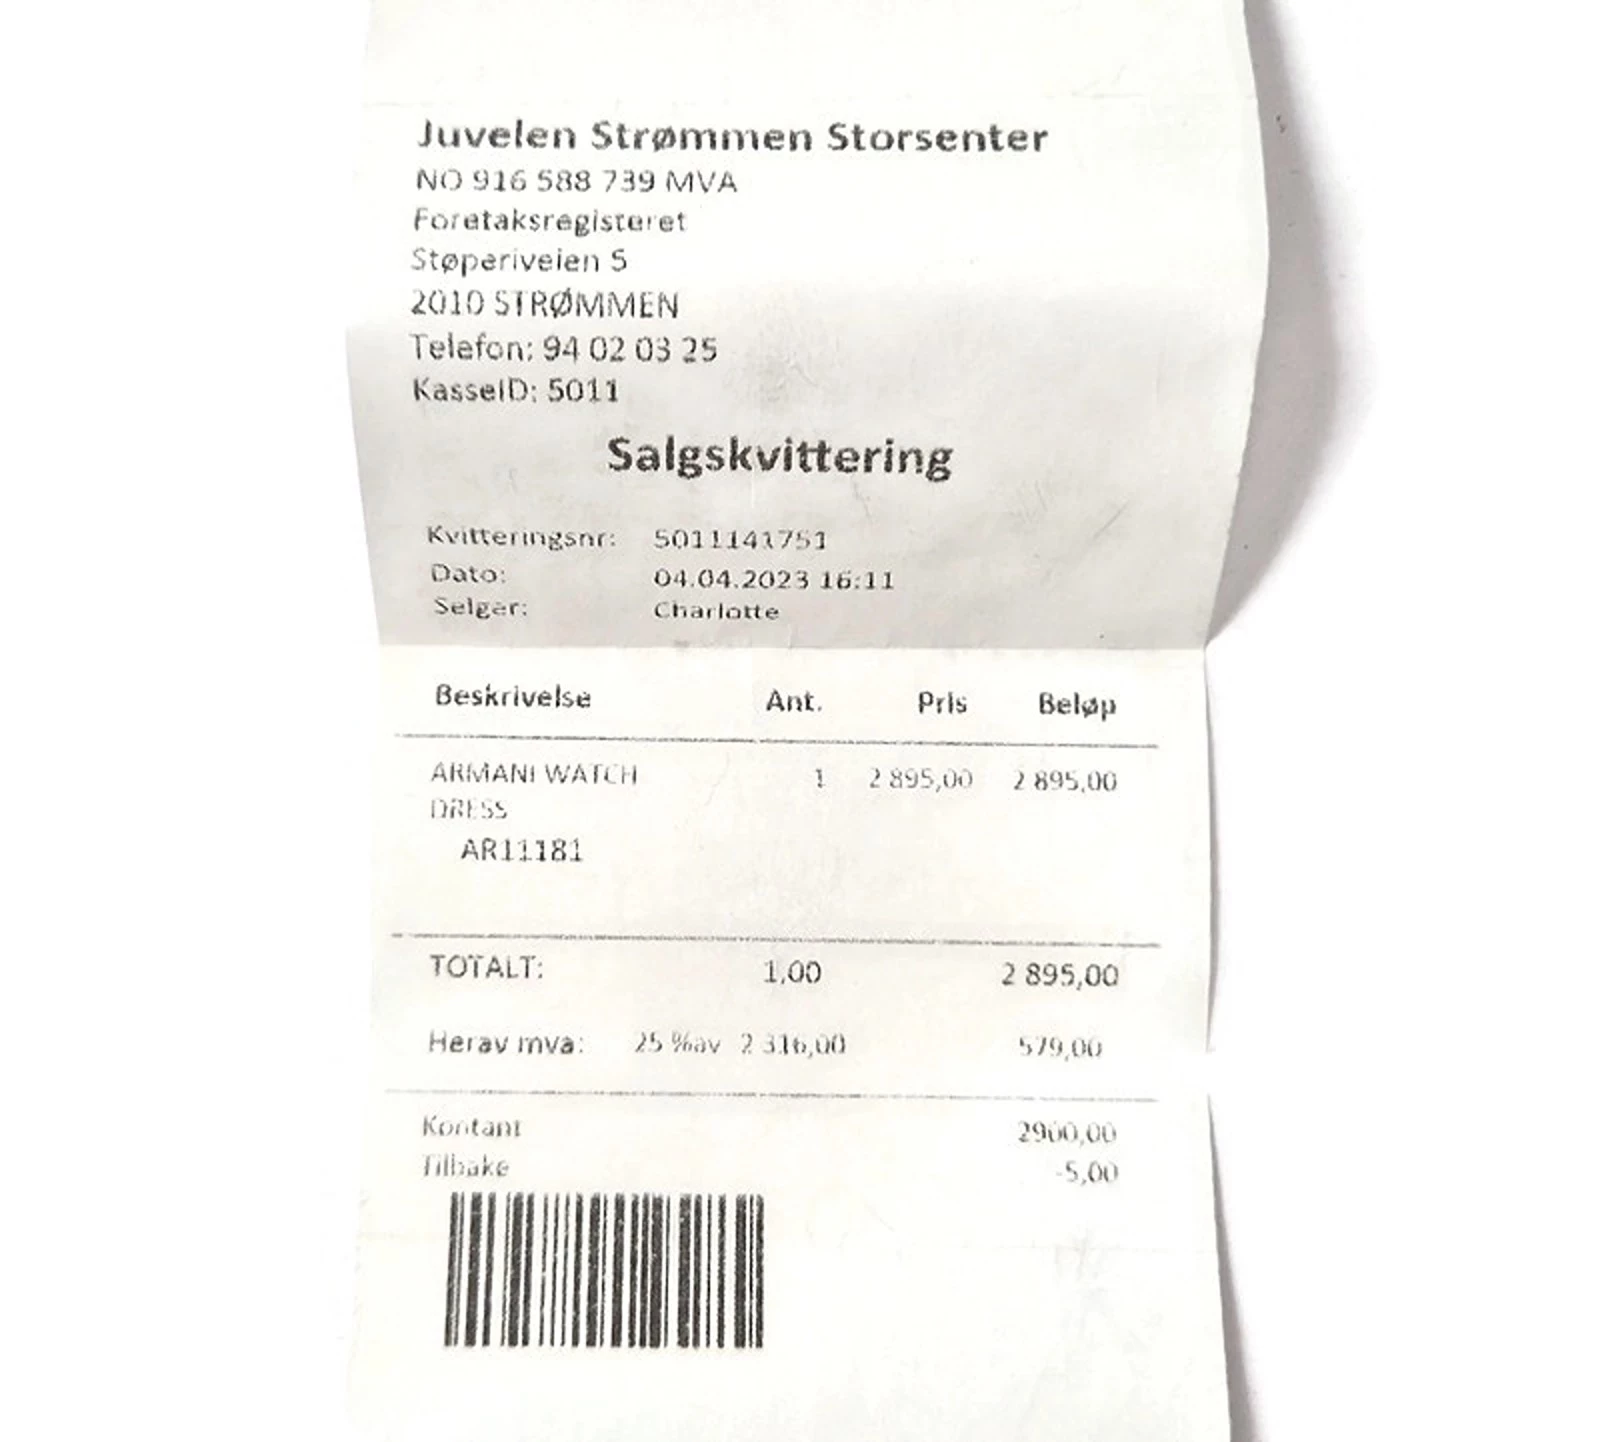 Juvelen Strømmen Storsenter
NO 916 588 739 MVA
Foretaksregisteret
Støperiveien 5
2010 STRØMMEN
Telefon: 94 02 03 25
KasseID: 5011
Salgskvittering
Kvitteringsnr: 5011141751
Dato: 04.04.2023 16:11
Selger: Charlotte
Beskrivelse Ant. Pris Beløp
ARMANI WATCH 1 2 895,00 2 895,00
DRESS
AR11181
TOTALT: 1,00 2 895,00
Herav mva: 25 %av 2 316,00 579,00
Kontant 2900,00
Tilbake -5,00